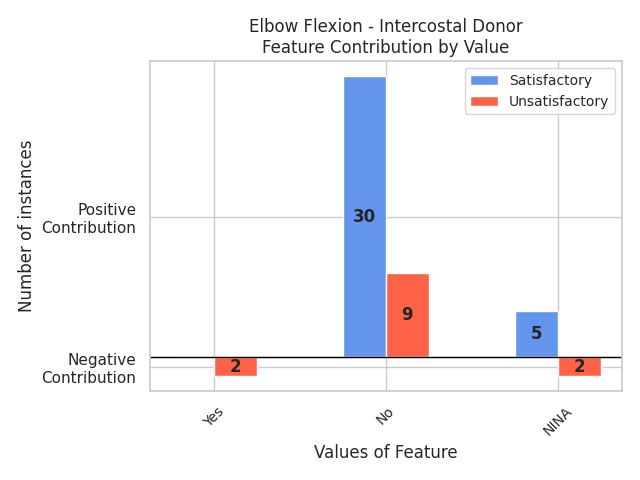 Elbow Flexion - Intercostal Donor
Feature Contribution by Value
Satisfactory
Unsatisfactory
Number of instances
Positive
Contribution
Negative
Contribution
30
9
5
2
2
Yes
No
NINA
Values of Feature